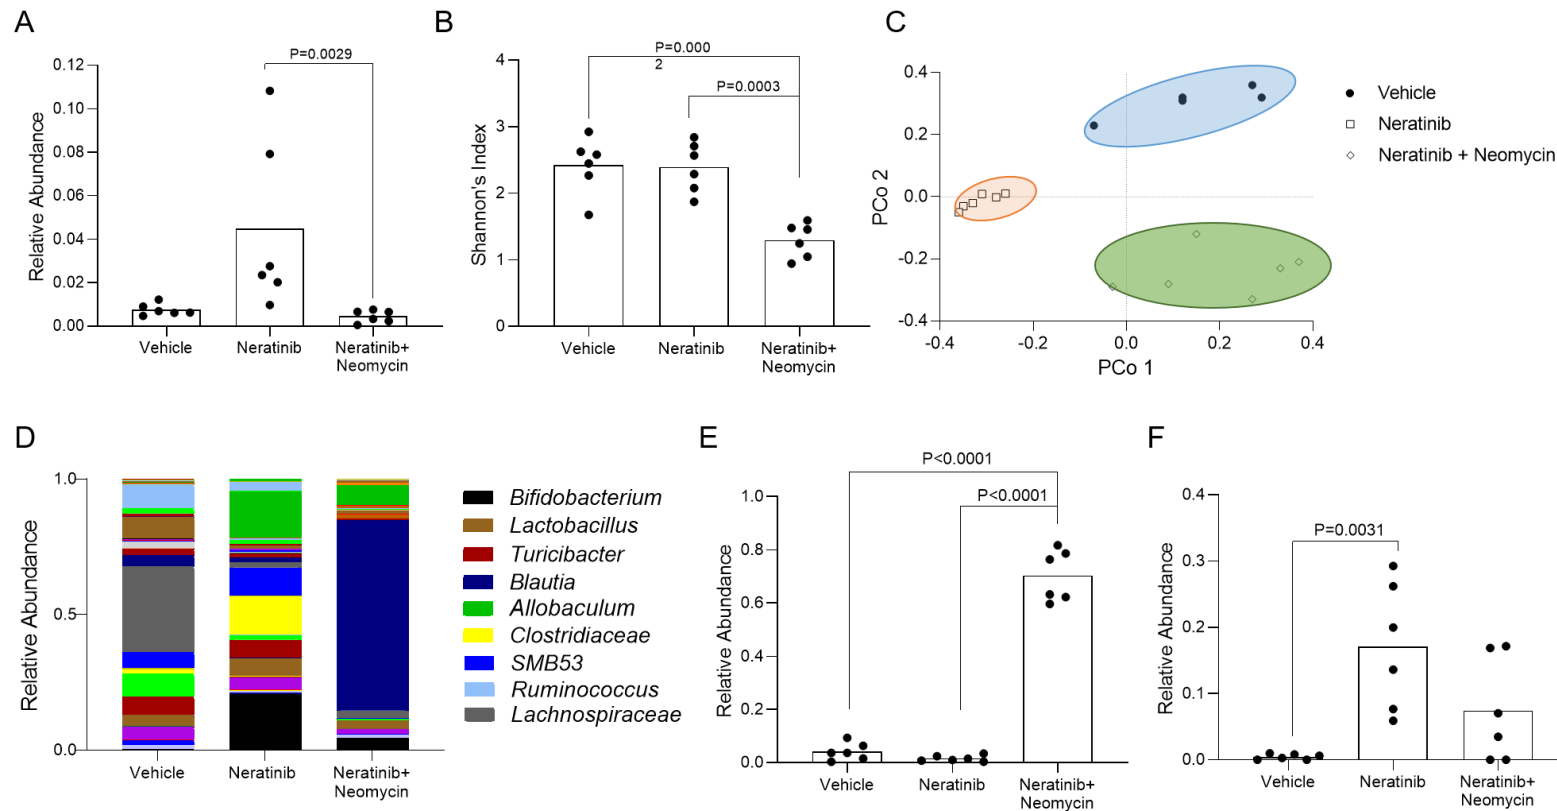 A
P=0.0029
0.12
0.10
0.08
0.06
0.04
0.02
0.00
Relative Abundance
Vehicle
Neratinib
Neratinib+
Neomycin
B
P=0.000
2
P=0.0003
4
3
2
1
0
Shannon's Index
Vehicle
Neratinib
Neratinib+
Neomycin
C
0.4
0.2
0.0
-0.2
-0.4
PCo 2
-0.4
-0.2
0.0
0.2
0.4
PCo 1
Vehicle
Neratinib
Neratinib + Neomycin
D
1.0
0.5
0.0
Relative Abundance
Vehicle
Neratinib
Neratinib+
Neomycin
Bifidobacterium
Lactobacillus
Turicibacter
Blautia
Allobaculum
Clostridiaceae
SMB53
Ruminococcus
Lachnospiraceae
E
P<0.0001
P<0.0001
1.0
0.8
0.6
0.4
0.2
0.0
Relative Abundance
Vehicle
Neratinib
Neratinib+
Neomycin
F
P=0.0031
0.4
0.3
0.2
0.1
0.0
Relative Abundance
Vehicle
Neratinib
Neratinib+
Neomycin